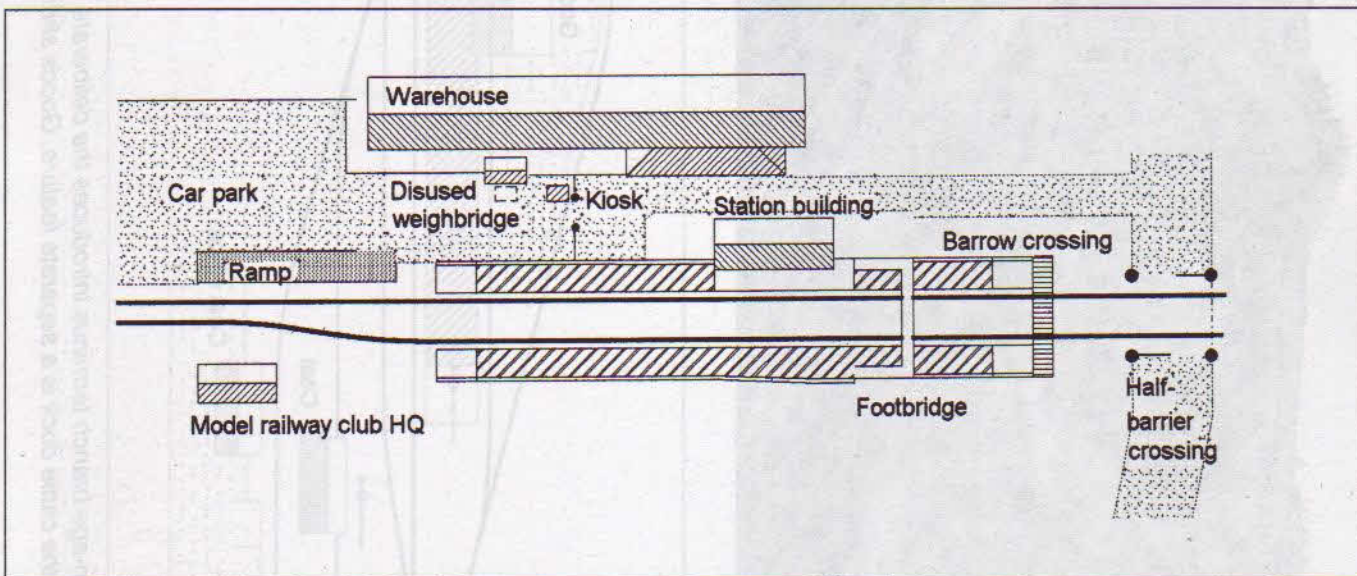 Warehouse
Car park
Disused
weighbridge
Kiosk
Station building
Barrow crossing
Ramp
Model railway club HQ
Footbridge
Half-
barrier
crossing